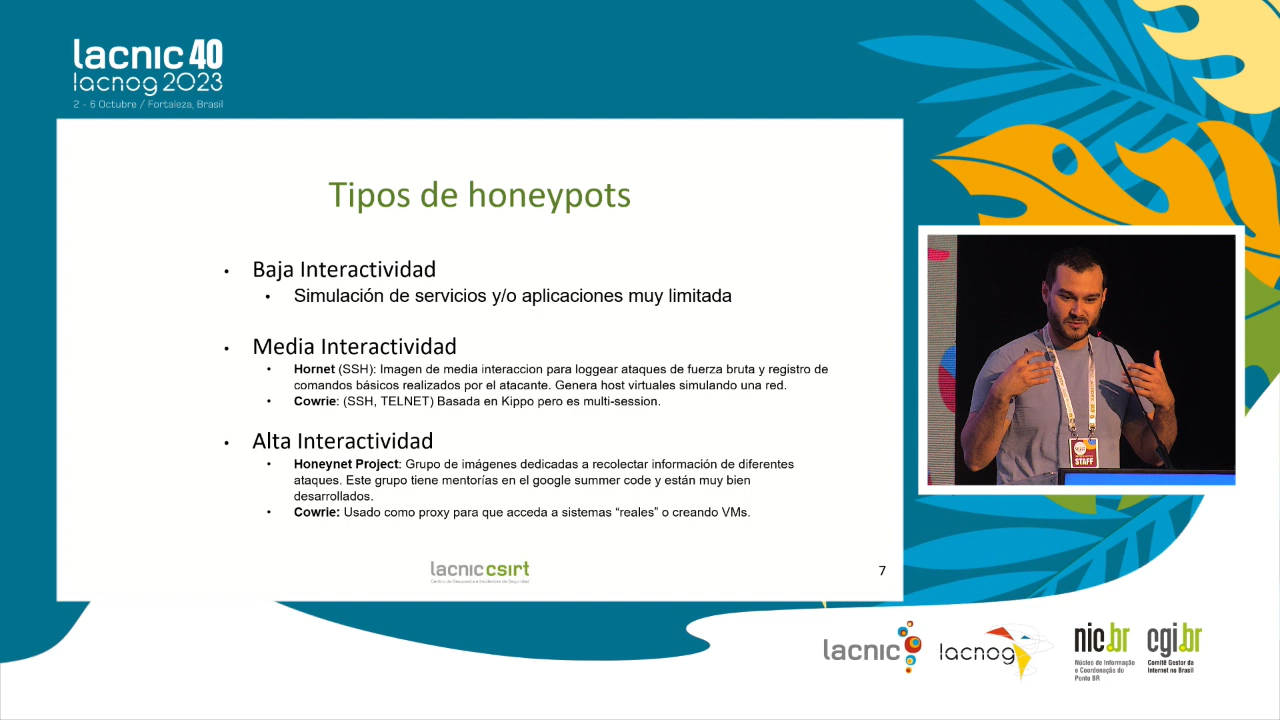 lacnic 40
lacnog 2023
2 - 6 Octubre / Fortaleza, Brasil
Tipos de honeypots
• Baja Interactividad
• Simulación de servicios y/o aplicaciones muy limitada
• Media Interactividad
• Hornet (SSH): Imagen de media interaccion para loggear ataques de fuerza bruta y registro de
comandos básicos realizados por el atacante. Genera host virtuales simulando una red.
• Cowrie: (SSH, TELNET) Basada en Kippo pero es multi-session.
• Alta Interactividad
• Honeynet Project: Grupo de imágenes dedicadas a recolectar información de diferentes
ataques. Este grupo tiene mentorías en el google summer code y están muy bien
desarrollados.
• Cowrie: Usado como proxy para que acceda a sistemas “reales” o creando VMs.
lacnic csirt
Centro de Respuesta a Incidentes de Seguridad
7
STAFF
lacnic
lacnog
nic.br
Núcleo de Informação
e Coordenação do
Ponto BR
cgi.br
Comitê Gestor da
Internet no Brasil